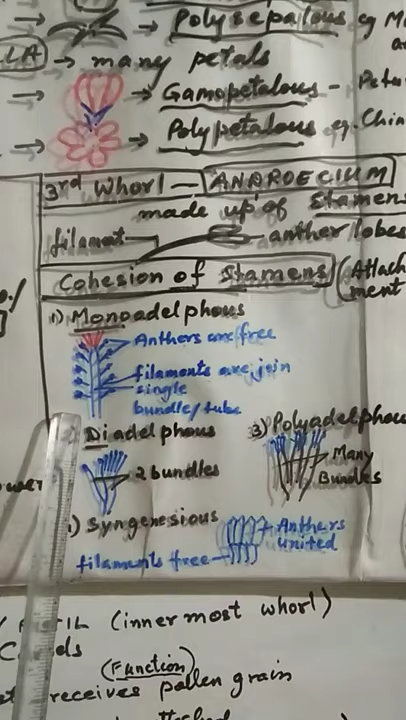 Polysepalous eg
LLA → many petals
→ Gamopetalous - Pet
→ Polypetalous eg. Chin
3rd Whorl — ANDROECIUM
made up of Stamens
filament anther lobes
Cohesion of Stamens (Attach
ment
1) Monoadelphous
Anthers are free
filaments are join
single
bundle/tube
Diadelphous
2 bundles
3) Polyadelphou
Many
Bundles
) Syngenesious
Anthers
united
filaments free
(inner most whorl)
(Function)
receives pollen grain